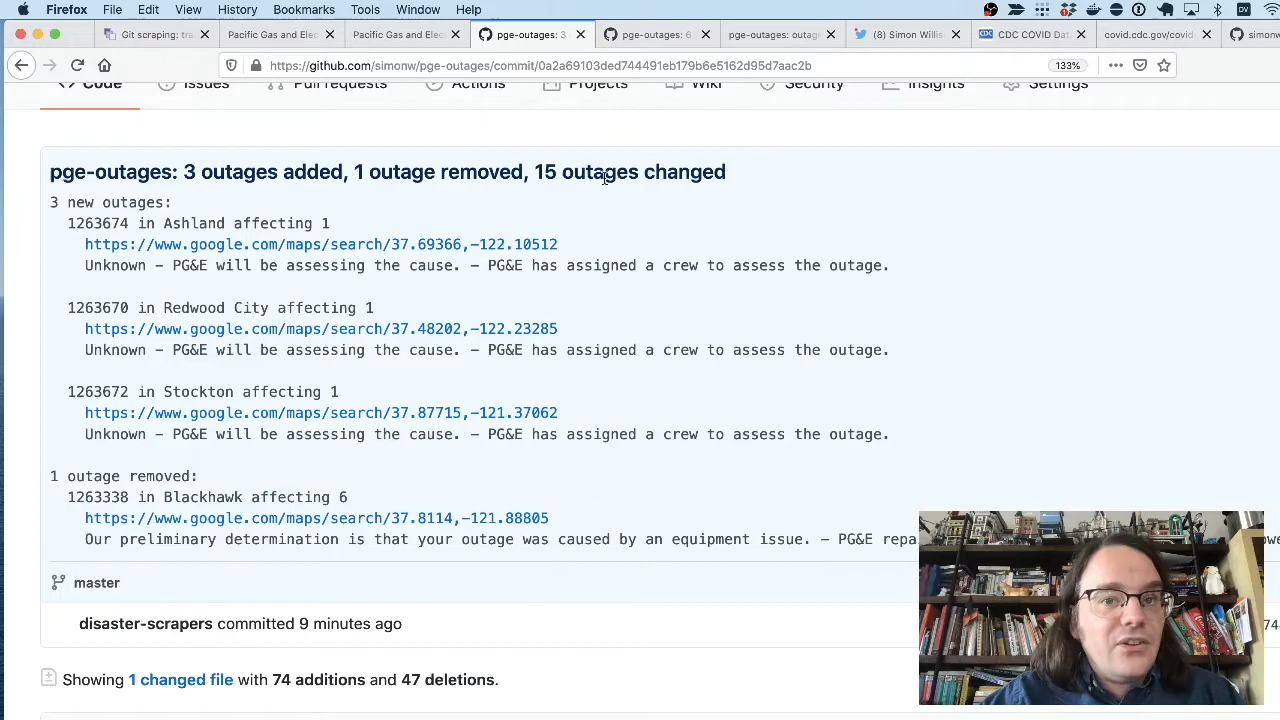 Firefox File Edit View History Bookmarks Tools Window Help DV
Git scraping: tra
Pacific Gas and Elec
Pacific Gas and Elec
pge-outages: 3
pge-outages: 6
pge-outages: outag
(8) Simon Willis
CDC COVID Dat
covid.cdc.gov/covid
simonw
https://github.com/simonw/pge-outages/commit/0a2a69103ded744491eb179b6e5162d95d7aac2b
133%
Code Issues Pull requests Actions Projects Wiki Security Insights Settings
pge-outages: 3 outages added, 1 outage removed, 15 outages changed
3 new outages:
1263674 in Ashland affecting 1
https://www.google.com/maps/search/37.69366,-122.10512
Unknown - PG&E will be assessing the cause. - PG&E has assigned a crew to assess the outage.
1263670 in Redwood City affecting 1
https://www.google.com/maps/search/37.48202,-122.23285
Unknown - PG&E will be assessing the cause. - PG&E has assigned a crew to assess the outage.
1263672 in Stockton affecting 1
https://www.google.com/maps/search/37.87715,-121.37062
Unknown - PG&E will be assessing the cause. - PG&E has assigned a crew to assess the outage.
1 outage removed:
1263338 in Blackhawk affecting 6
https://www.google.com/maps/search/37.8114,-121.88805
Our preliminary determination is that your outage was caused by an equipment issue. - PG&E repa
master
disaster-scrapers committed 9 minutes ago
Showing 1 changed file with 74 additions and 47 deletions.